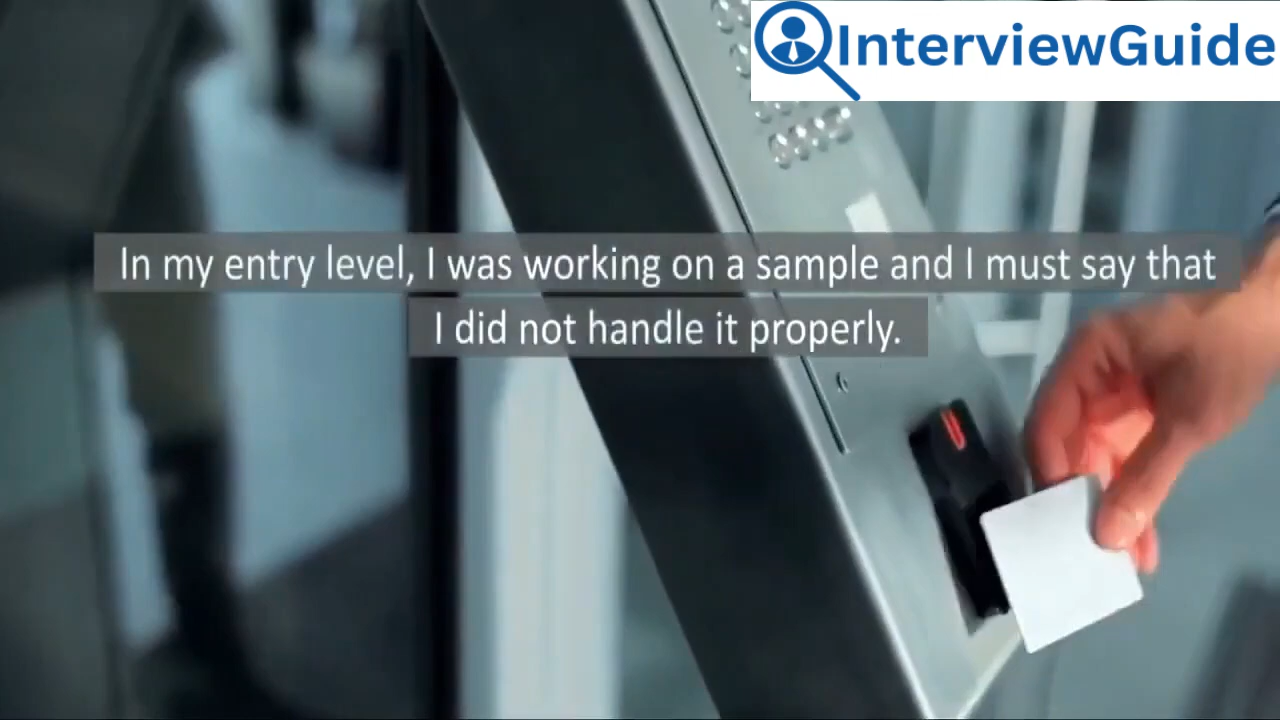 InterviewGuide
In my entry level, I was working on a sample and I must say that
I did not handle it properly.